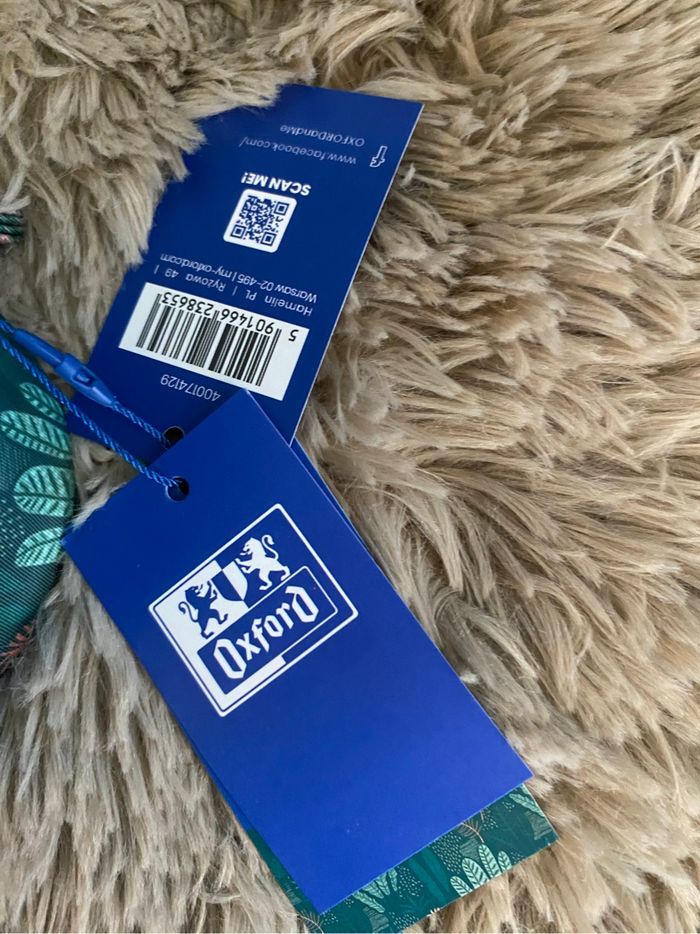 Oxford
400174129
5 901466 238653
Hamelin PL | Ryżowa 49 |
Warsaw 02-495 | my-oxford.com
SCAN ME!
www.facebook.com/
OXFORDandMe